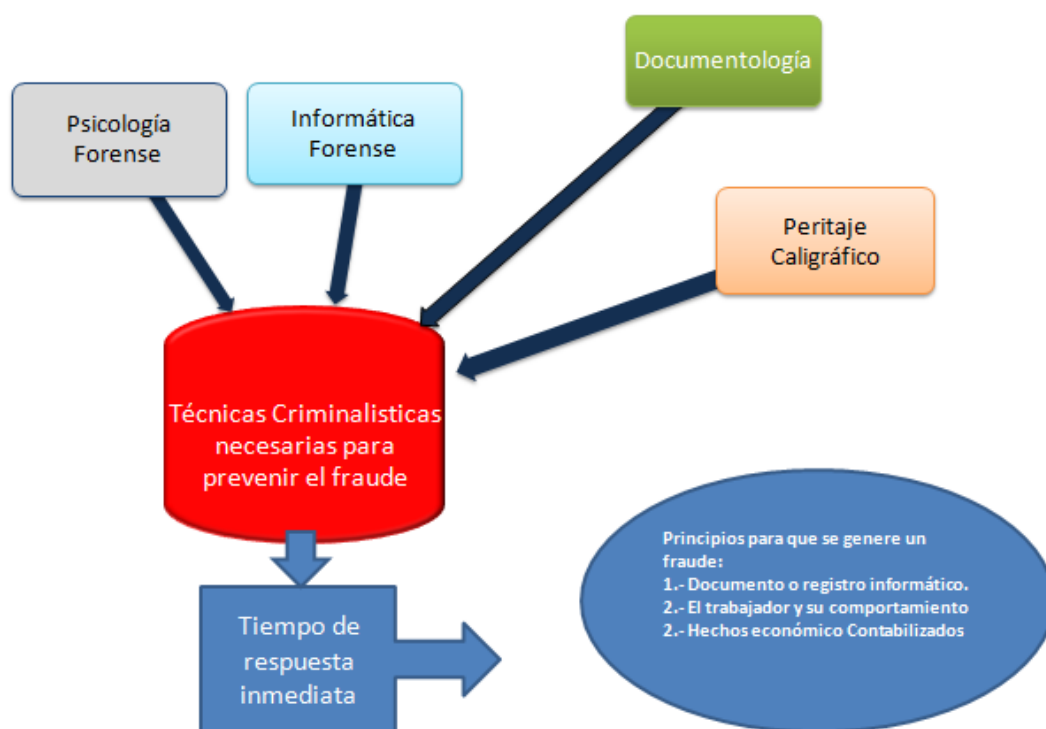 Documentología
Psicología
Forense
Informática
Forense
Peritaje
Caligráfico
Técnicas Criminalisticas
necesarias para
prevenir el fraude
Principios para que se genere un
fraude:
1.- Documento o registro informático.
2.- El trabajador y su comportamiento
2.- Hechos económico Contabilizados
Tiempo de
respuesta
inmediata